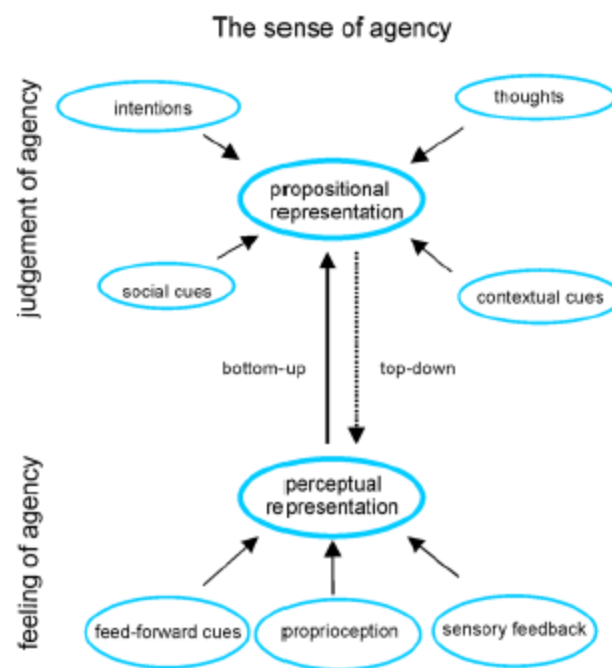 The sense of agency
judgement of agency
intentions
thoughts
propositional
representation
social cues
contextual cues
bottom-up
top-down
feeling of agency
perceptual
representation
feed-forward cues
proprioception
sensory feedback